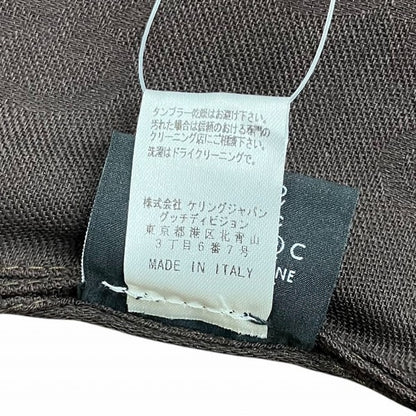 タンブラー乾燥はお避け下さい。
汚れた場合は信頼のおける専門の
クリーニング店にご相談下さい。
洗濯はドライクリーニングで。
株式会社 ケリングジャパン
グッチディビジョン
東京都港区北青山
3丁目6番7号
MADE IN ITALY